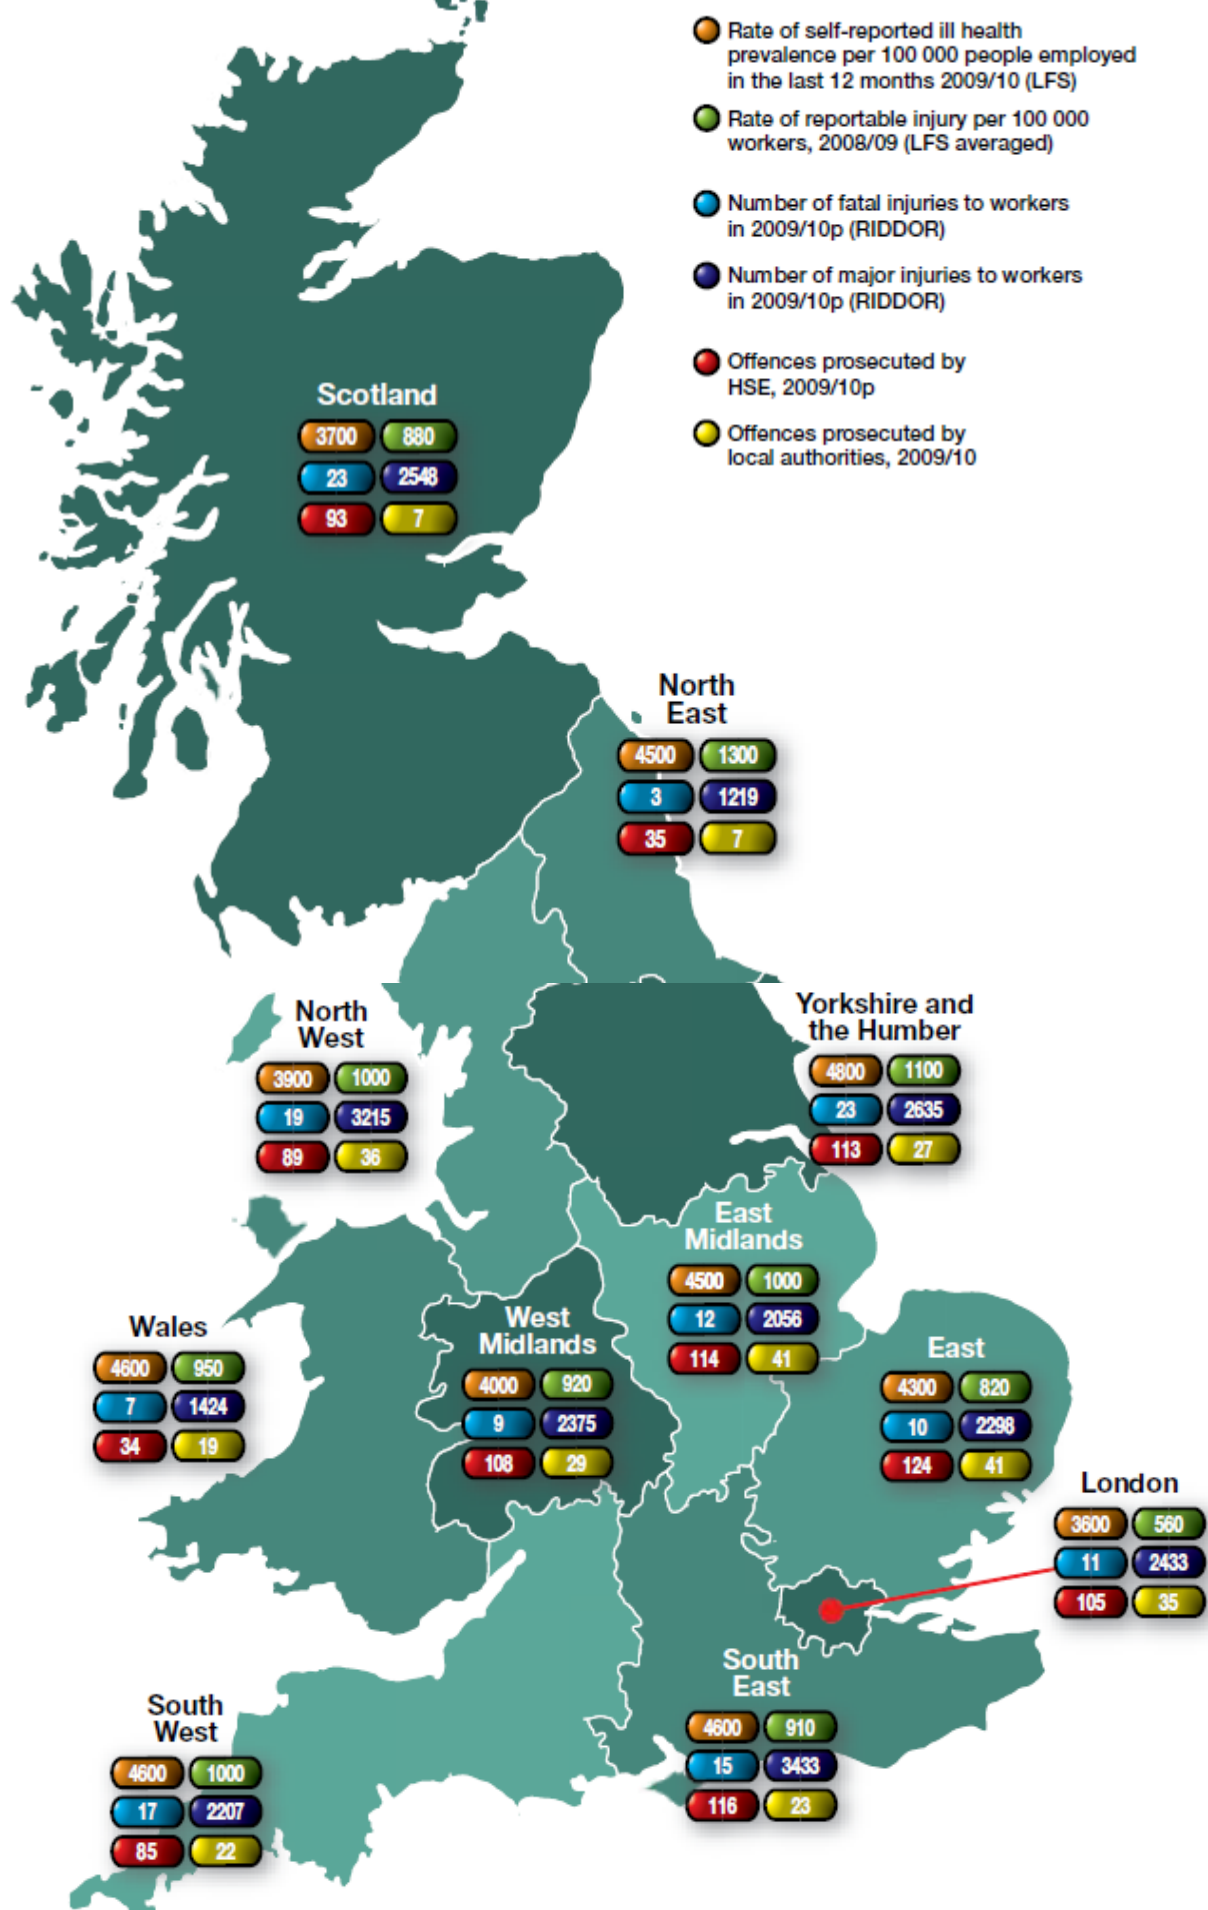 Rate of self-reported ill health
prevalence per 100 000 people employed
in the last 12 months 2009/10 (LFS)
Rate of reportable injury per 100 000
workers, 2008/09 (LFS averaged)
Number of fatal injuries to workers
in 2009/10p (RIDDOR)
Number of major injuries to workers
in 2009/10p (RIDDOR)
Offences prosecuted by
HSE, 2009/10p
Offences prosecuted by
local authorities, 2009/10
Scotland
3700 880
23 2548
93 7
North
East
4500 1300
3 1219
35 7
North
West
3900 1000
19 3215
89 36
Yorkshire and
the Humber
4800 1100
23 2635
113 27
East
Midlands
4500 1000
12 2056
114 41
Wales
4600 950
7 1424
34 19
West
Midlands
4000 920
9 2375
108 29
East
4300 820
10 2298
124 41
London
3600 560
11 2433
105 35
South
East
4600 910
15 3433
116 23
South
West
4600 1000
17 2207
85 22